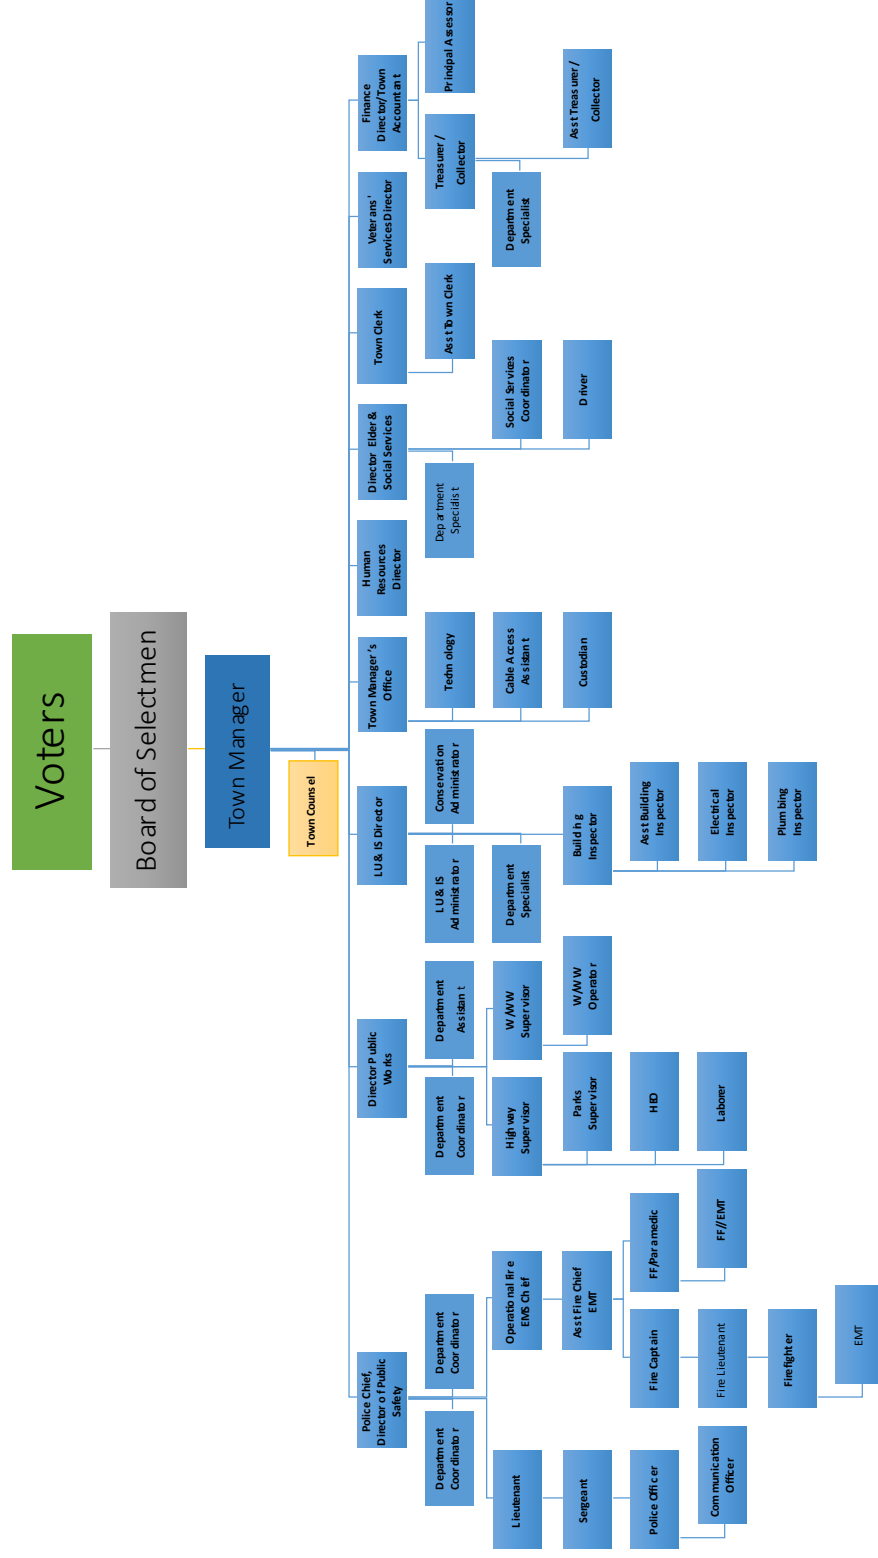 Voters
Board of Selectmen
Town Manager
Town Counsel
Police Chief,
Director of Public
Safety
Department
Coordinator
Department
Coordinator
Lieutenant
Sergeant
Police Officer
Communication
Officer
Operational Fire
EMS Chief
Asst Fire Chief
EMT
Fire Captain
Fire Lieutenant
Firefighter
EMT
FF/Paramedic
FF//EMT
Director Public
Works
Department
Coordinator
Department
Assistant
Highway
Supervisor
Parks
Supervisor
HEO
Laborer
W/WW
Supervisor
W/WW
Operator
LU & IS Director
LU & IS
Administrator
Conservation
Administrator
Department
Specialist
Building
Inspector
Asst Building
Inspector
Electrical
Inspector
Plumbing
Inspector
Town Manager's
Office
Technology
Cable Access
Assistant
Custodian
Human
Resources
Director
Director Elder &
Social Services
Department
Specialist
Social Services
Coordinator
Driver
Town Clerk
Asst Town Clerk
Veterans'
Services Director
Finance
Director/Town
Accountant
Treasurer /
Collector
Principal Assessor
Department
Specialist
Asst Treasurer /
Collector